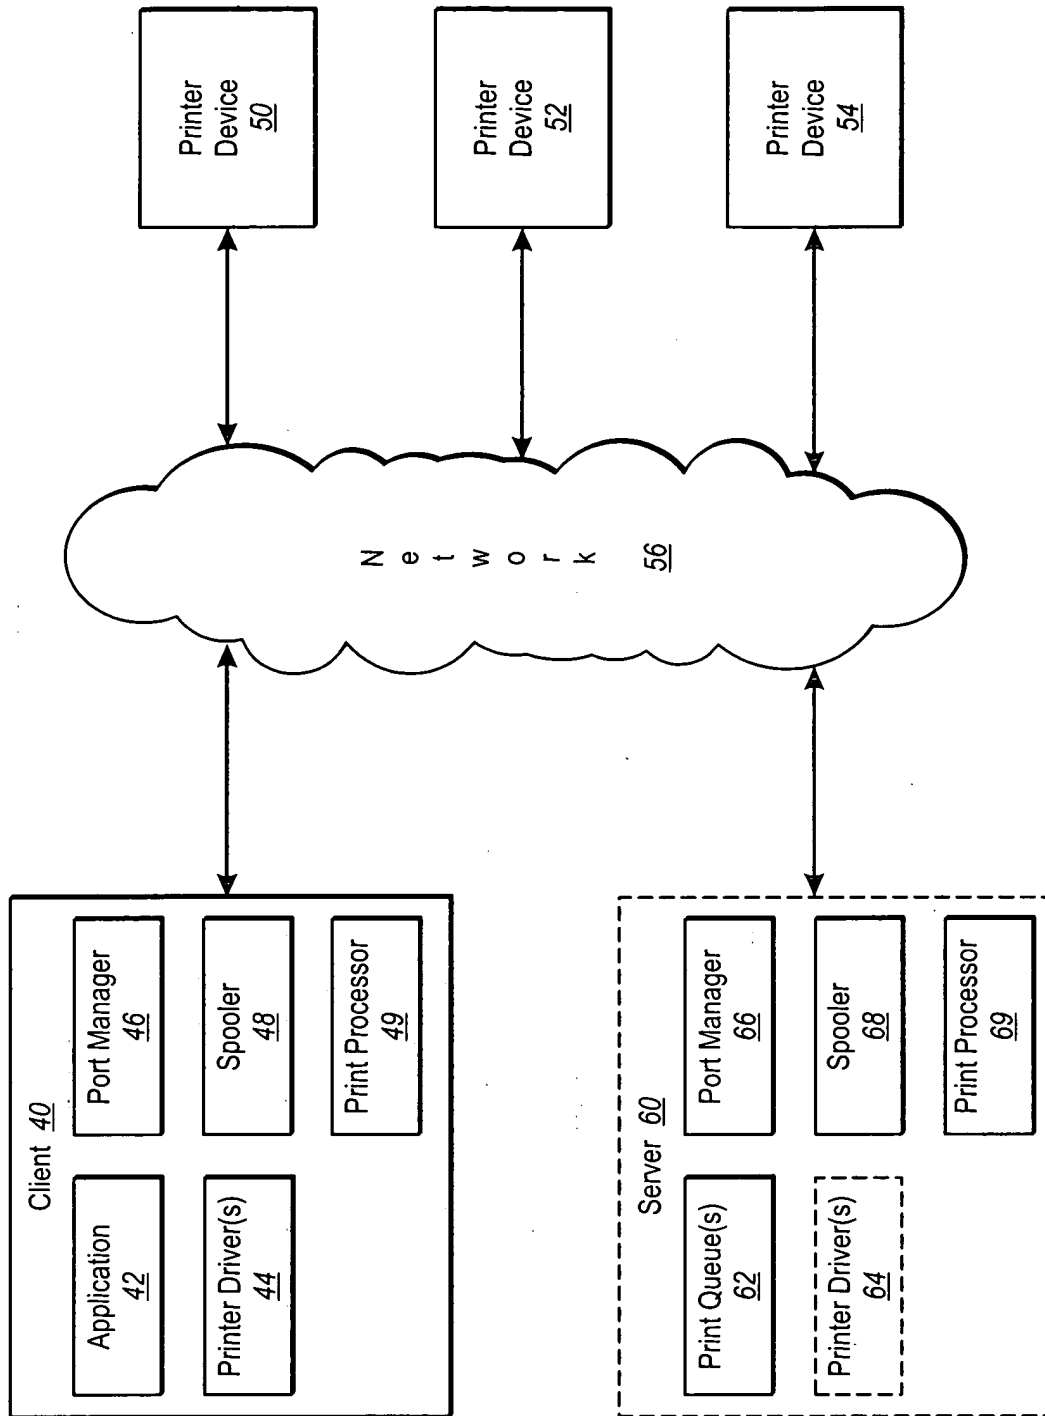 Client 40
Application
42
Port Manager
46
Printer Driver(s)
44
Spooler
48
Print Processor
49
Server 60
Print Queue(s)
62
Port Manager
66
Printer Driver(s)
64
Spooler
68
Print Processor
69
Network
56
Printer
Device
50
Printer
Device
52
Printer
Device
54